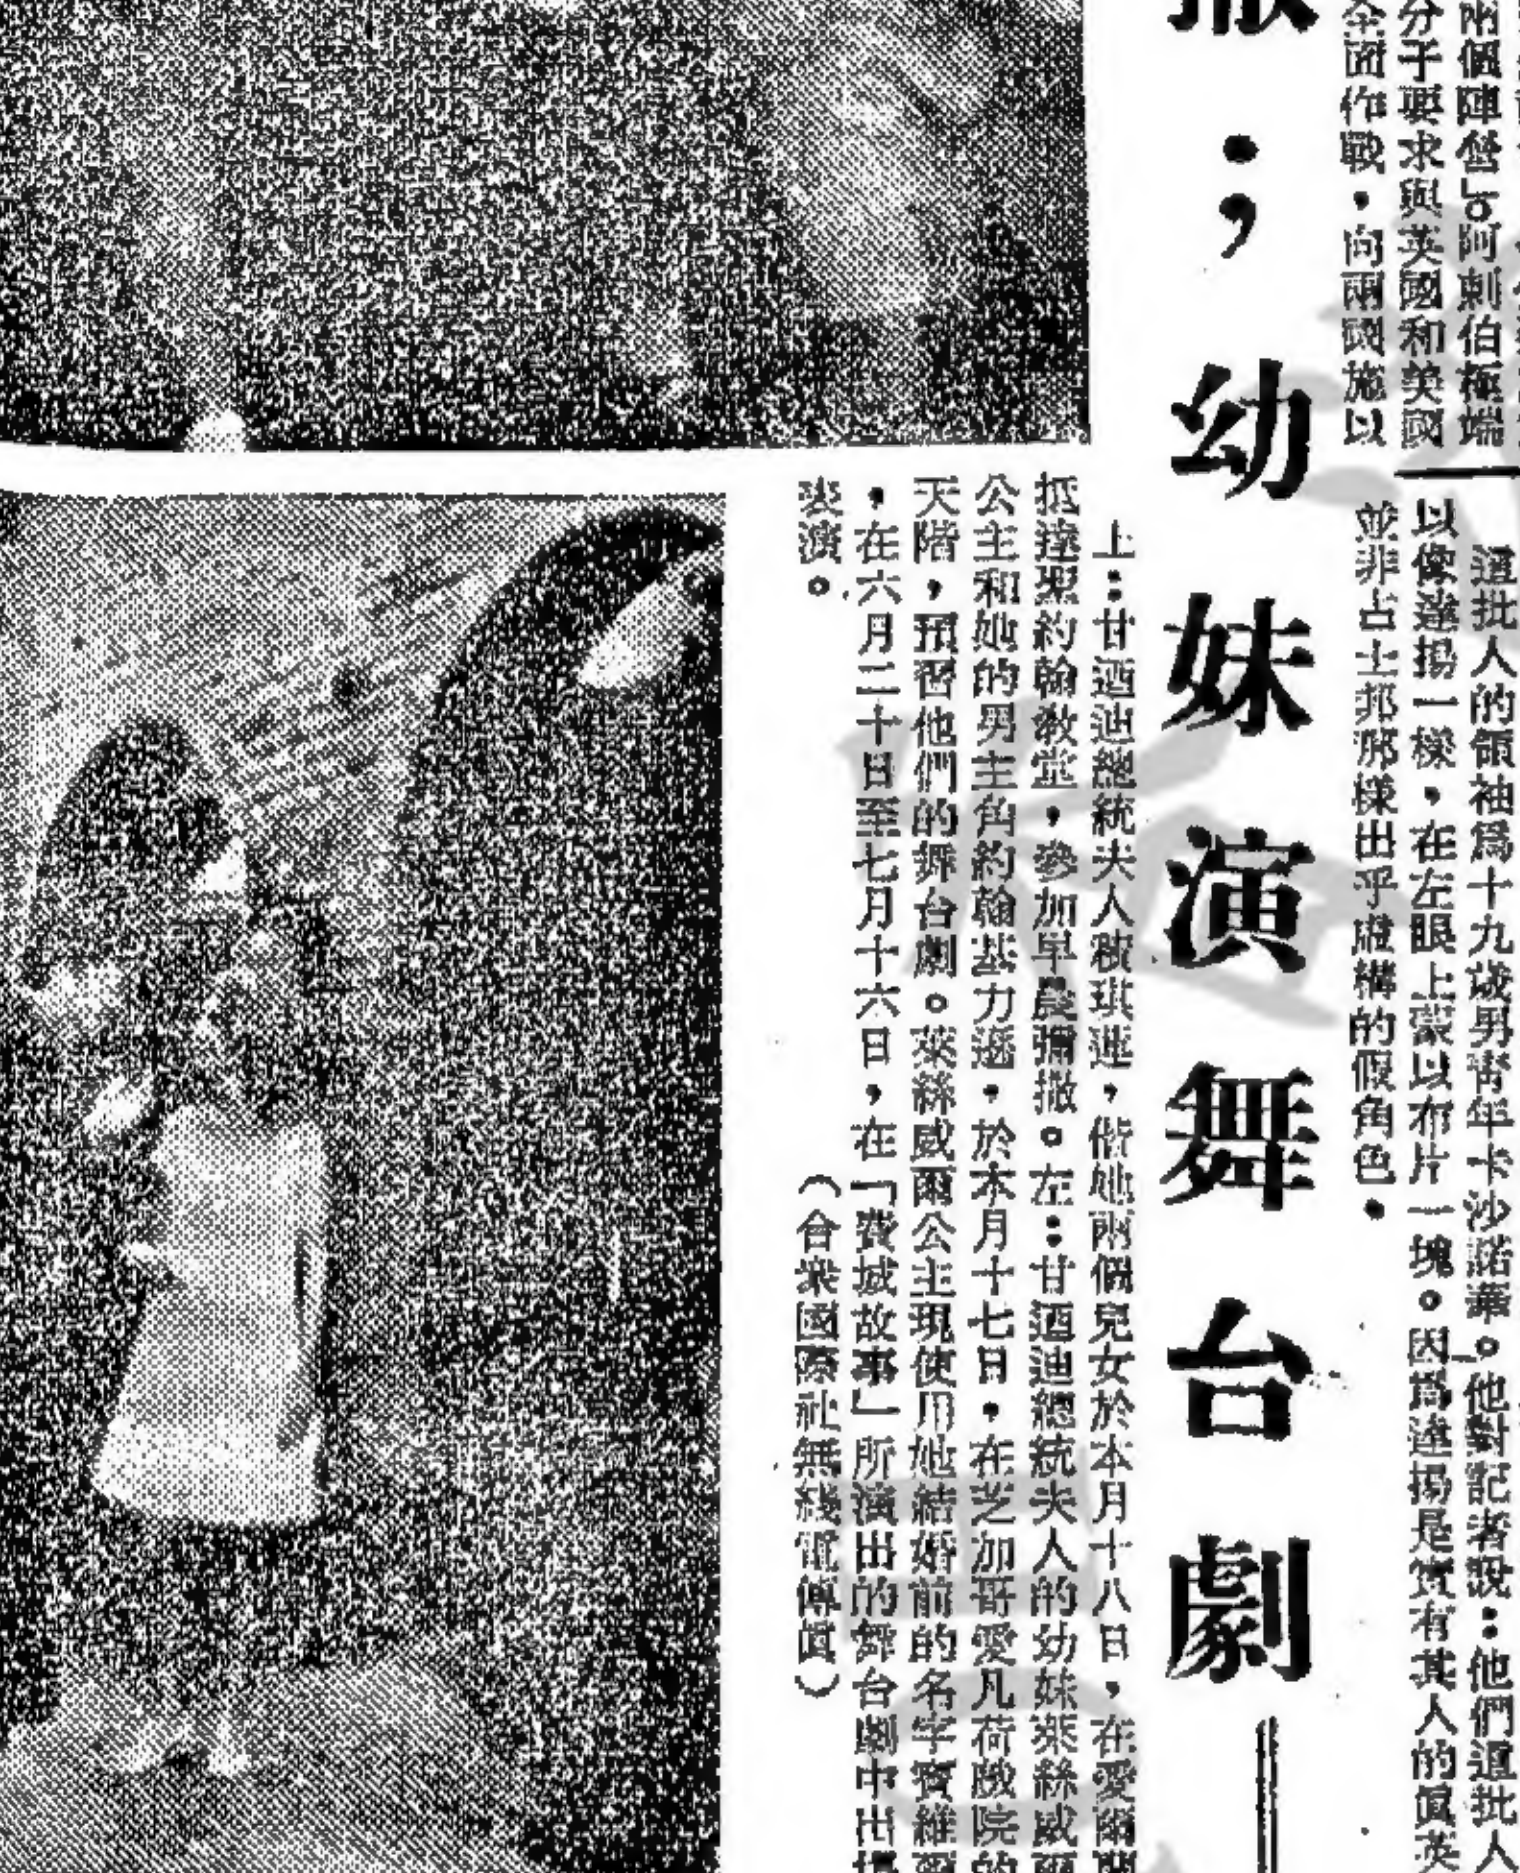 兩個陣營」。阿剌伯極端
分子要求與英國和美國
全面作戰，向兩國施以
這批人的領袖爲十九歲男青年卡沙諾華。他對記者說：他們這批人
以像達揚一樣，在左眼上蒙以布片一塊。因爲達揚是實有其人的眞英
並非占士邦那樣出乎虛構的假角色。
撒；幼妹演舞台劇
上：甘迺迪總統夫人積琪蓮，偕她兩個兒女於本月十八日，在愛爾蘭
抵達聖約翰教堂，參加早晨彌撒。左：甘迺迪總統夫人的幼妹萊絲威爾
公主和她的男主角約翰基力遜，於本月十七日，在芝加哥愛凡荷戲院的
天階，預習他們的舞台劇。萊絲威爾公主現使用她結婚前的名字寶維爾
，在六月二十日至七月十六日，在「費城故事」所演出的舞台劇中出場
表演。
（合衆國際社無綫電傳眞）